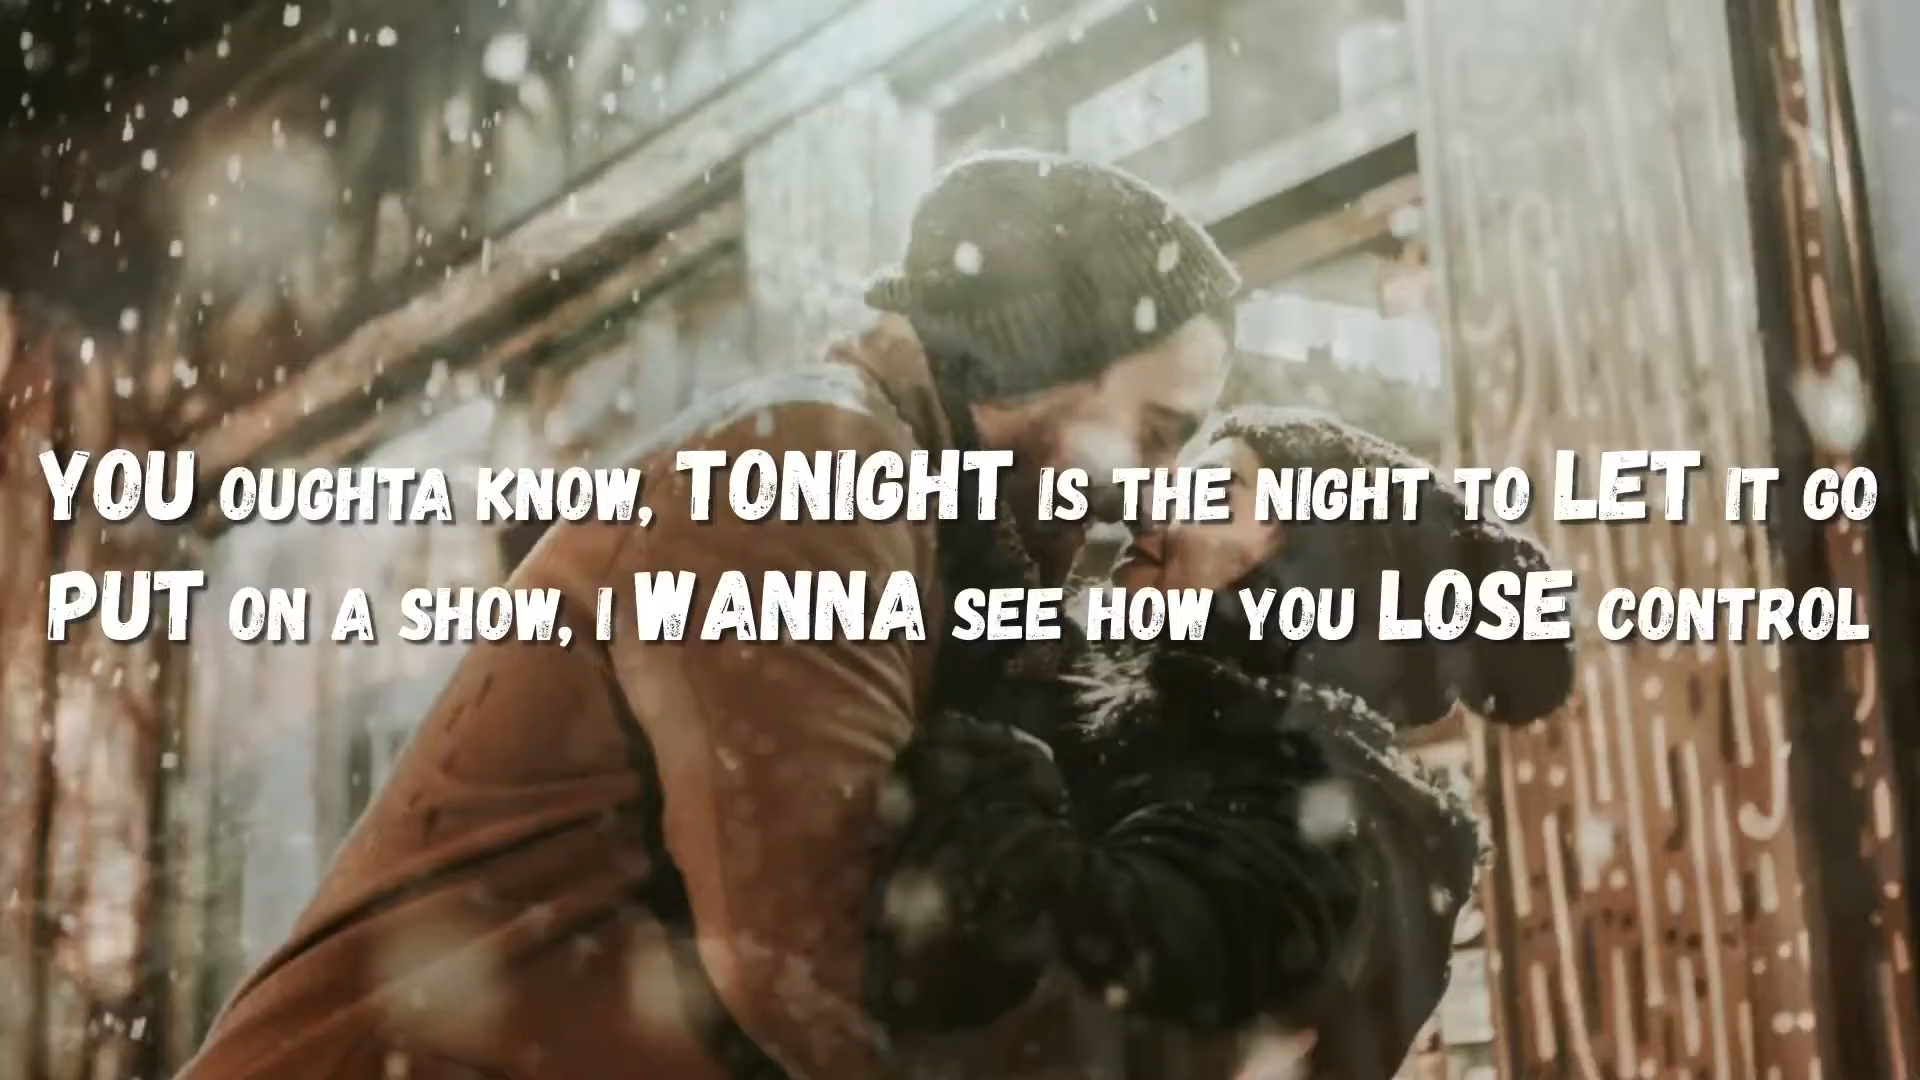 YOU OUGHTA KNOW, TONIGHT IS THE NIGHT TO LET IT GO
PUT ON A SHOW, I WANNA SEE HOW YOU LOSE CONTROL